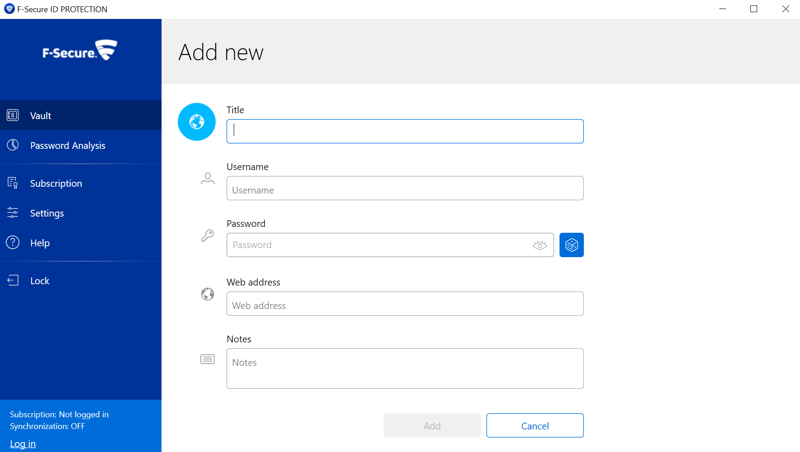 F-Secure ID PROTECTION
F-Secure.
Vault
Password Analysis
Subscription
Settings
Help
Lock
Subscription: Not logged in
Synchronization: OFF
Log in
Add new
Title
Username
Username
Password
Password
Web address
Web address
Notes
Notes
Add
Cancel